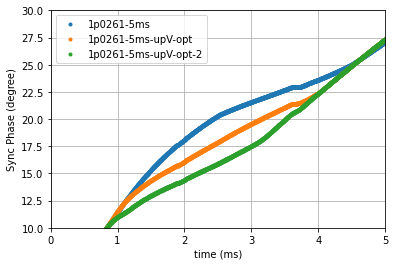 30.0
27.5
25.0
22.5
20.0
17.5
15.0
12.5
10.0
Sync Phase (degree)
1p0261-5ms
1p0261-5ms-upV-opt
1p0261-5ms-upV-opt-2
0 1 2 3 4 5
time (ms)